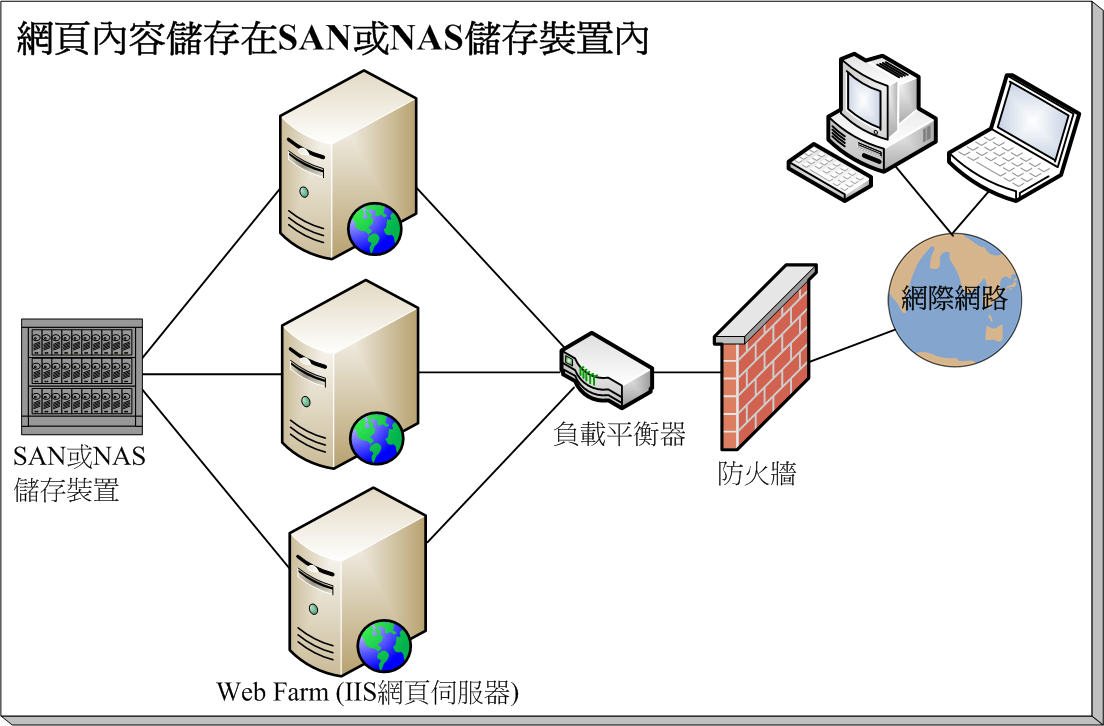 網頁內容儲存在SAN或NAS儲存裝置內
網際網路
負載平衡器
SAN或NAS
儲存裝置
防火牆
Web Farm (IIS網頁伺服器)